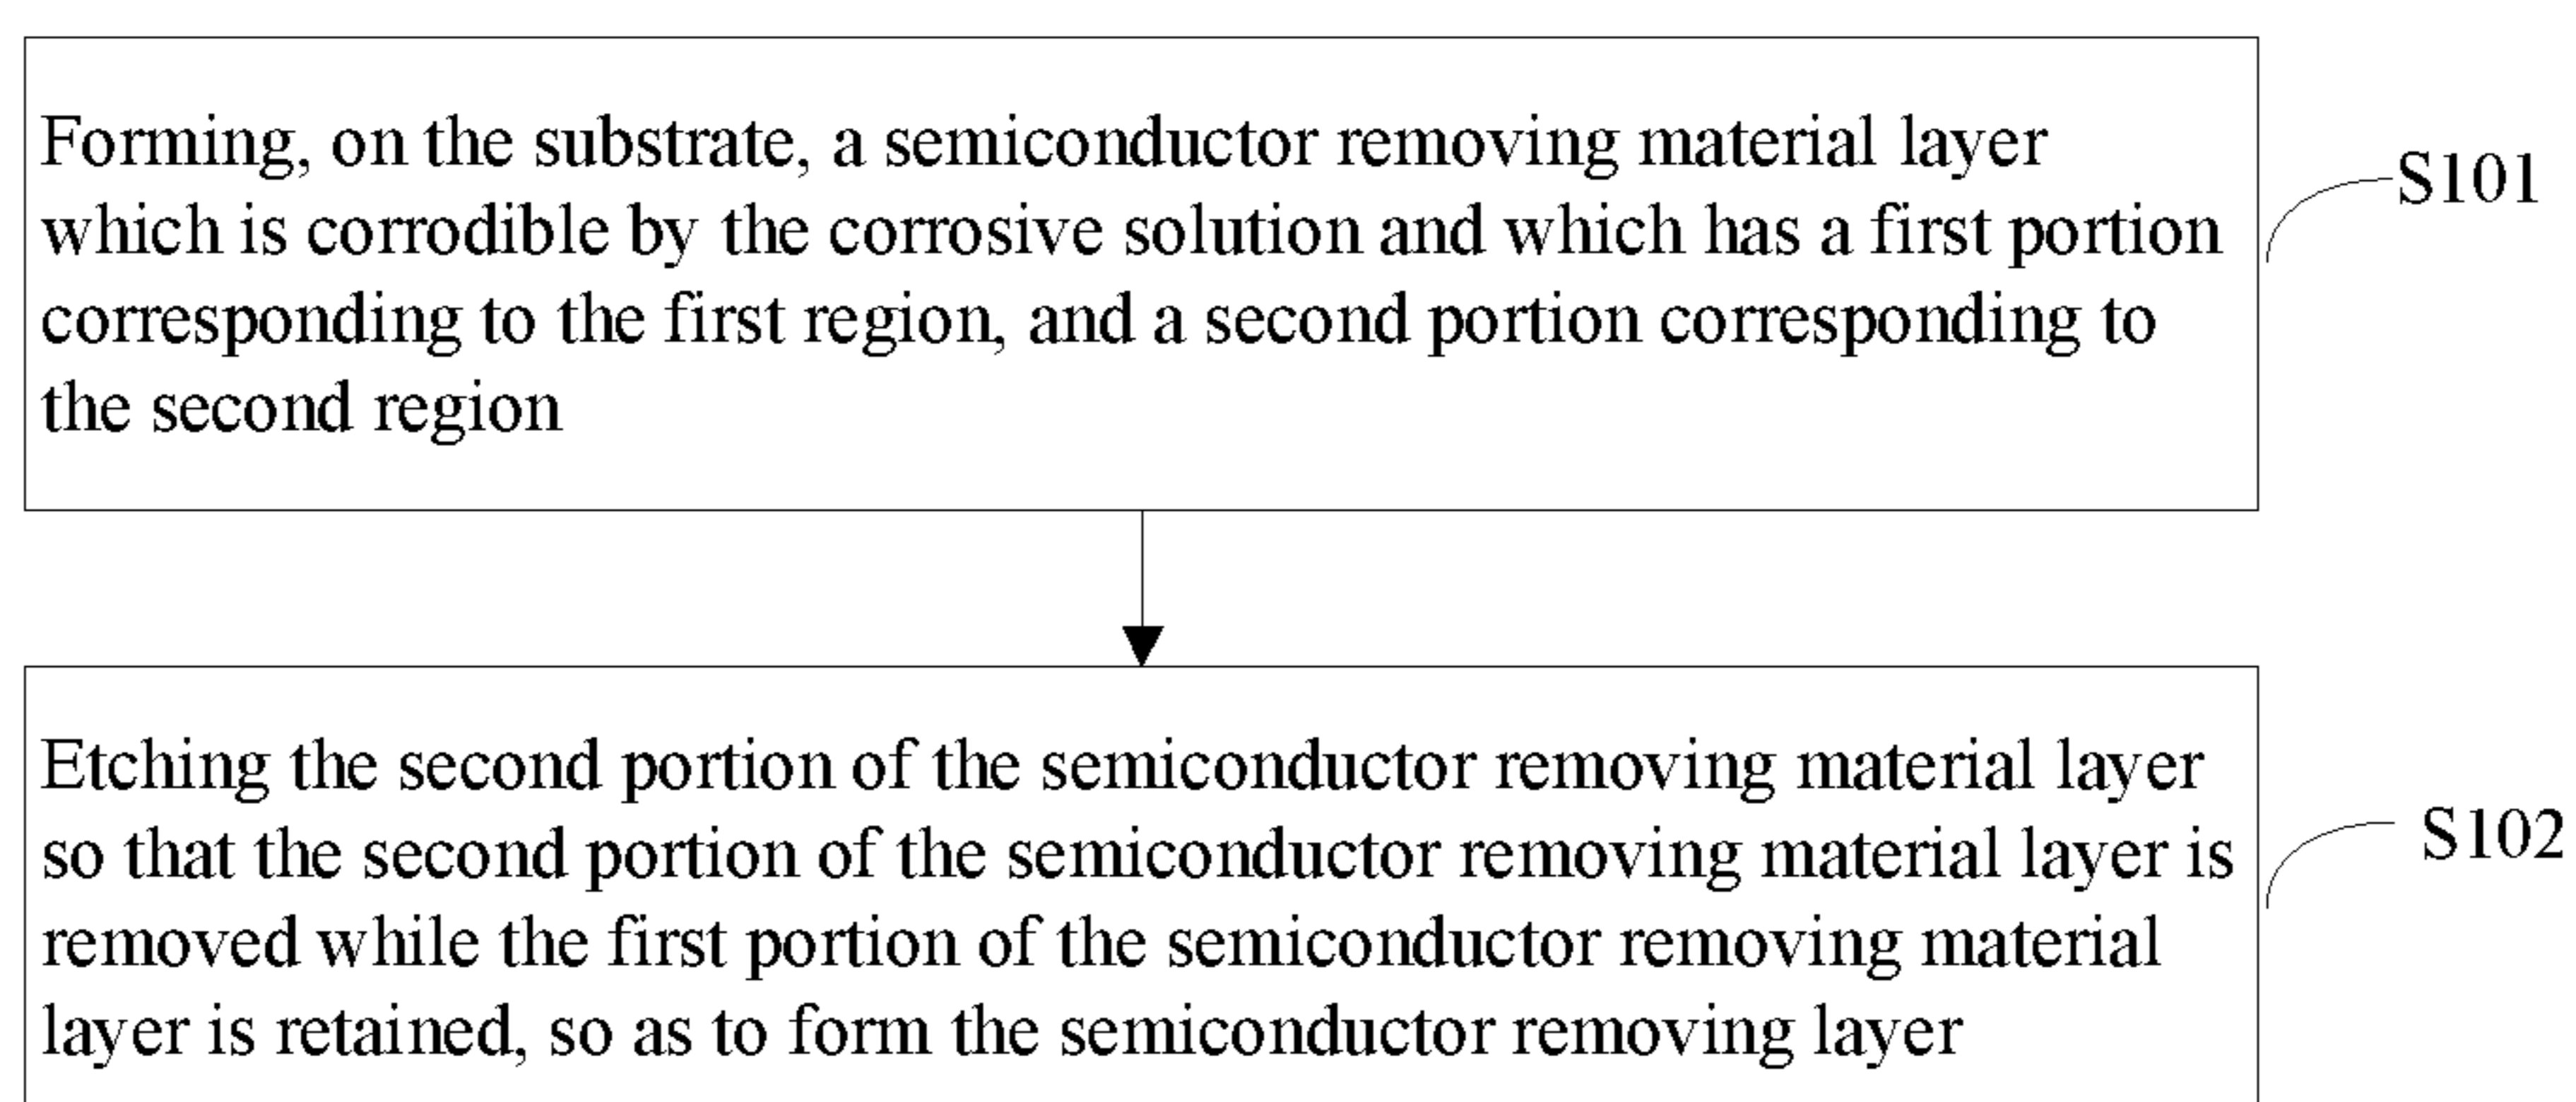 Forming, on the substrate, a semiconductor removing material layer
which is corrodible by the corrosive solution and which has a first portion
corresponding to the first region, and a second portion corresponding to
the second region
S101
Etching the second portion of the semiconductor removing material layer
so that the second portion of the semiconductor removing material layer is
removed while the first portion of the semiconductor removing material
layer is retained, so as to form the semiconductor removing layer
S102